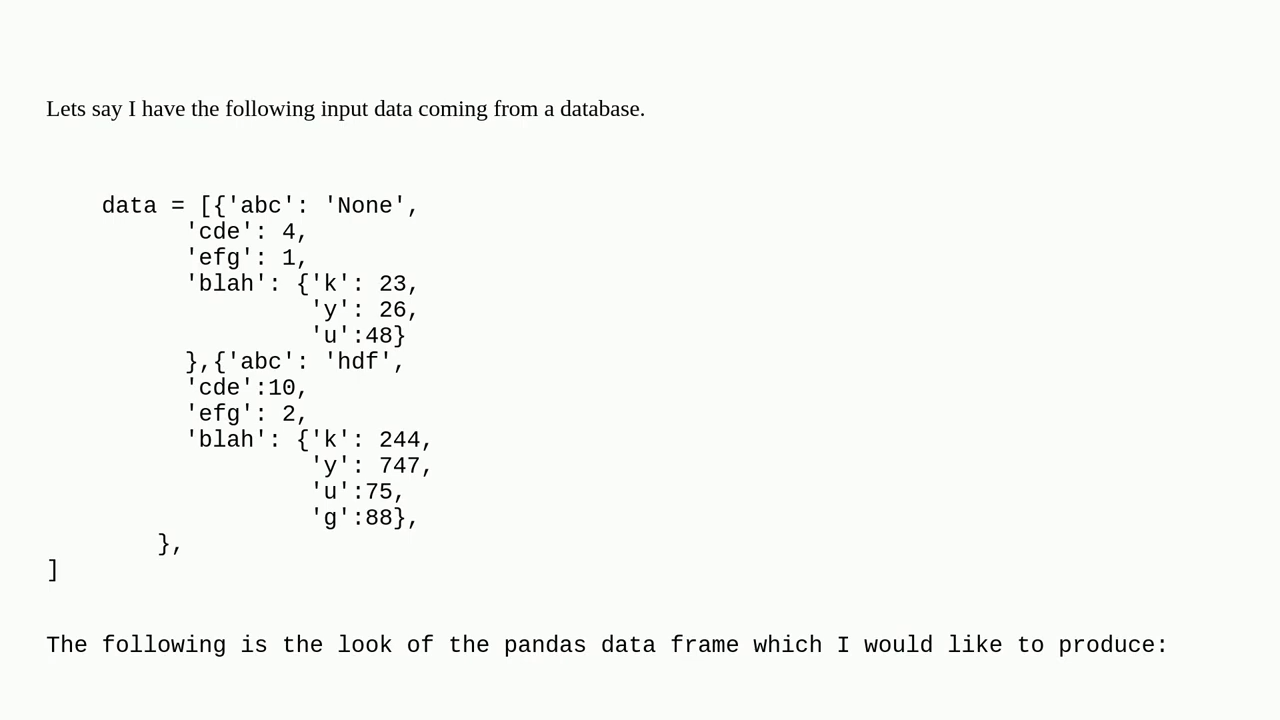 Lets say I have the following input data coming from a database.
    data = [{'abc': 'None',
          'cde': 4,
          'efg': 1,
          'blah': {'k': 23,
                   'y': 26,
                   'u':48}
          },{'abc': 'hdf',
          'cde':10,
          'efg': 2,
          'blah': {'k': 244,
                   'y': 747,
                   'u':75,
                   'g':88},
        },
]
The following is the look of the pandas data frame which I would like to produce: